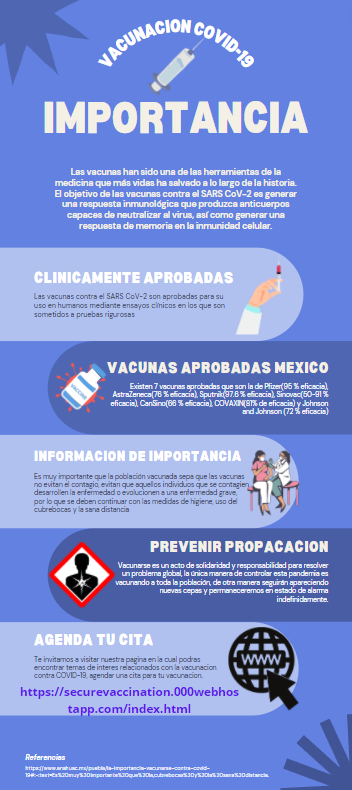 VACUNACION COVID-19
IMPORTANCIA
Las vacunas han sido una de las herramientas de la
medicina que más vidas ha salvado a lo largo de la historia.
El objetivo de las vacunas contra el SARS CoV-2 es generar
una respuesta inmunológica que produzca anticuerpos
capaces de neutralizar al virus, así como generar una
respuesta de memoria en la inmunidad celular.
CLINICAMENTE APROBADAS
Las vacunas contra el SARS CoV-2 son aprobadas para su
uso en humanos mediante ensayos clínicos en los que son
sometidos a pruebas rigurosas
VACUNAS APROBADAS MEXICO
Existen 7 vacunas aprobadas que son la de Pfizer(95 % eficacia),
AstraZeneca(76 % eficacia), Sputnik(97.6 % eficacia), Sinovac(50-91 %
eficacia), CanSino(66 % eficacia), COVAXIN(81% de eficacia) y Johnson
and Johnson (72 % eficacia)
VACCINE
INFORMACION DE IMPORTANCIA
Es muy importante que la población vacunada sepa que las vacunas
no evitan el contagio, evitan que aquellos individuos que se contagien
desarrollen la enfermedad o evolucionen a una enfermedad grave,
por lo que se deben continuar con las medidas de higiene, uso del
cubrebocas y la sana distancia
PREVENIR PROPAGACION
Vacunarse es un acto de solidaridad y responsabilidad para resolver
un problema global, la única manera de controlar esta pandemia es
vacunando a toda la población, de otra manera seguirán apareciendo
nuevas cepas y permaneceremos en estado de alarma
indefinidamente.
AGENDA TU CITA
Te invitamos a visitar nuestra pagina en la cual podras
encontrar temas de interes relacionados con la vacunacion
contra COVID-19, agendar una cita para tu vacunacion.
WWW
https://securevaccination.000webhos
tapp.com/index.html
Referencias
https://www.anahuac.mx/puebla/la-importancia-vacunarse-contra-covid-
19#:~:text=Es%20muy%20importante%20que%20la,cubrebocas%20y%20la%20sana%20distancia.